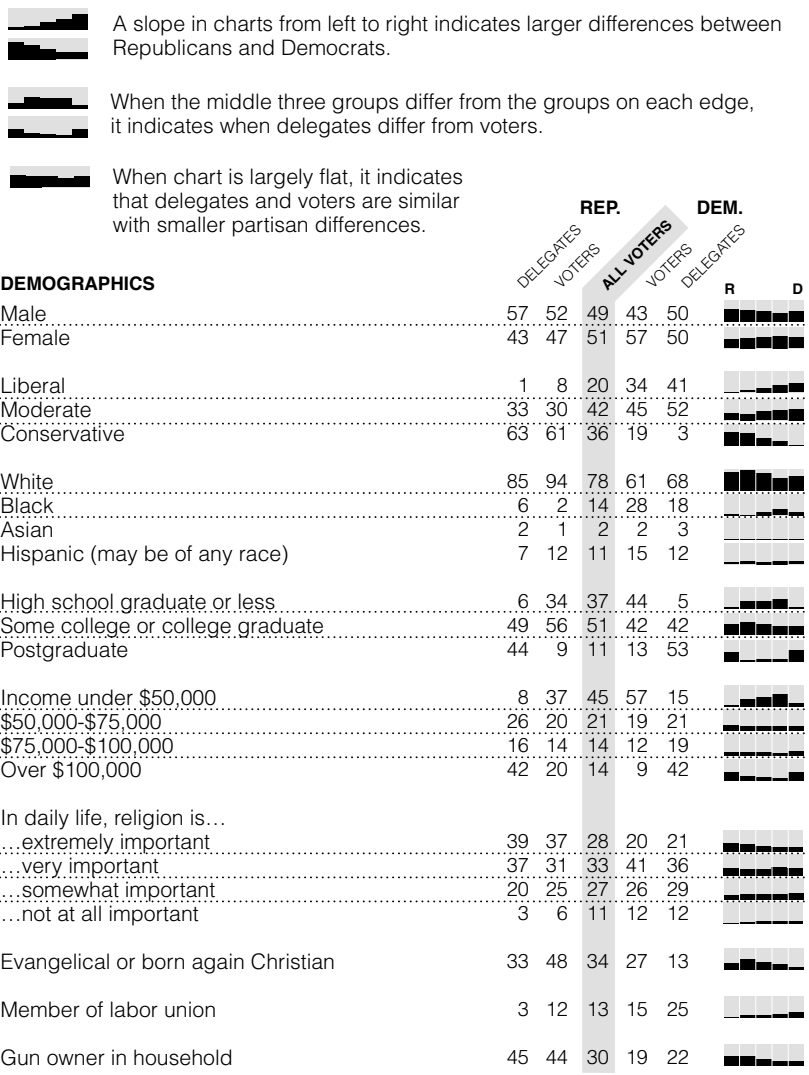 A slope in charts from left to right indicates larger differences between
Republicans and Democrats.
When the middle three groups differ from the groups on each edge,
it indicates when delegates differ from voters.
When chart is largely flat, it indicates
that delegates and voters are similar
with smaller partisan differences.
REP. DEM.
DELEGATES VOTERS ALL VOTERS VOTERS DELEGATES
DEMOGRAPHICS R D
Male 57 52 49 43 50
Female 43 47 51 57 50
Liberal 1 8 20 34 41
Moderate 33 30 42 45 52
Conservative 63 61 36 19 3
White 85 94 78 61 68
Black 6 2 14 28 18
Asian 2 1 2 2 3
Hispanic (may be of any race) 7 12 11 15 12
High school graduate or less 6 34 37 44 5
Some college or college graduate 49 56 51 42 42
Postgraduate 44 9 11 13 53
Income under $50,000 8 37 45 57 15
$50,000-$75,000 26 20 21 19 21
$75,000-$100,000 16 14 14 12 19
Over $100,000 42 20 14 9 42
In daily life, religion is…
…extremely important 39 37 28 20 21
…very important 37 31 33 41 36
…somewhat important 20 25 27 26 29
…not at all important 3 6 11 12 12
Evangelical or born again Christian 33 48 34 27 13
Member of labor union 3 12 13 15 25
Gun owner in household 45 44 30 19 22